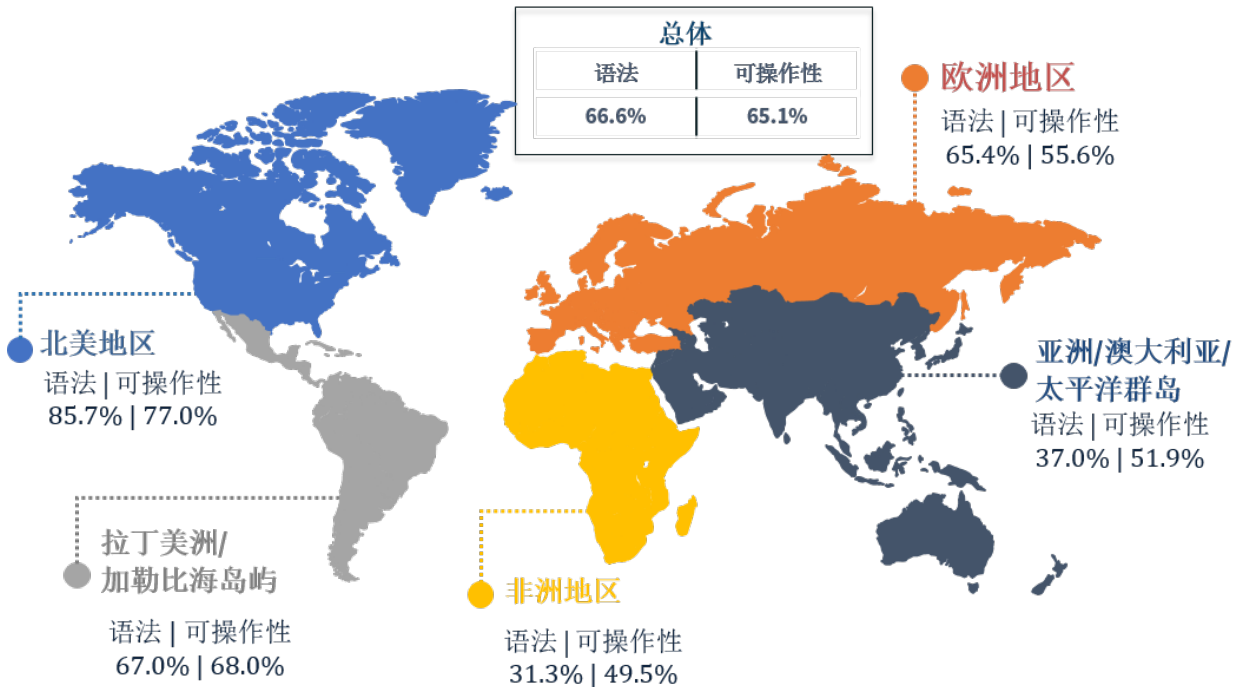 总体
语法 可操作性
66.6% 65.1%
欧洲地区
语法 | 可操作性
65.4% | 55.6%
北美地区
语法 | 可操作性
85.7% | 77.0%
亚洲/澳大利亚/
太平洋群岛
语法 | 可操作性
37.0% | 51.9%
拉丁美洲/
加勒比海岛屿
语法 | 可操作性
67.0% | 68.0%
非洲地区
语法 | 可操作性
31.3% | 49.5%